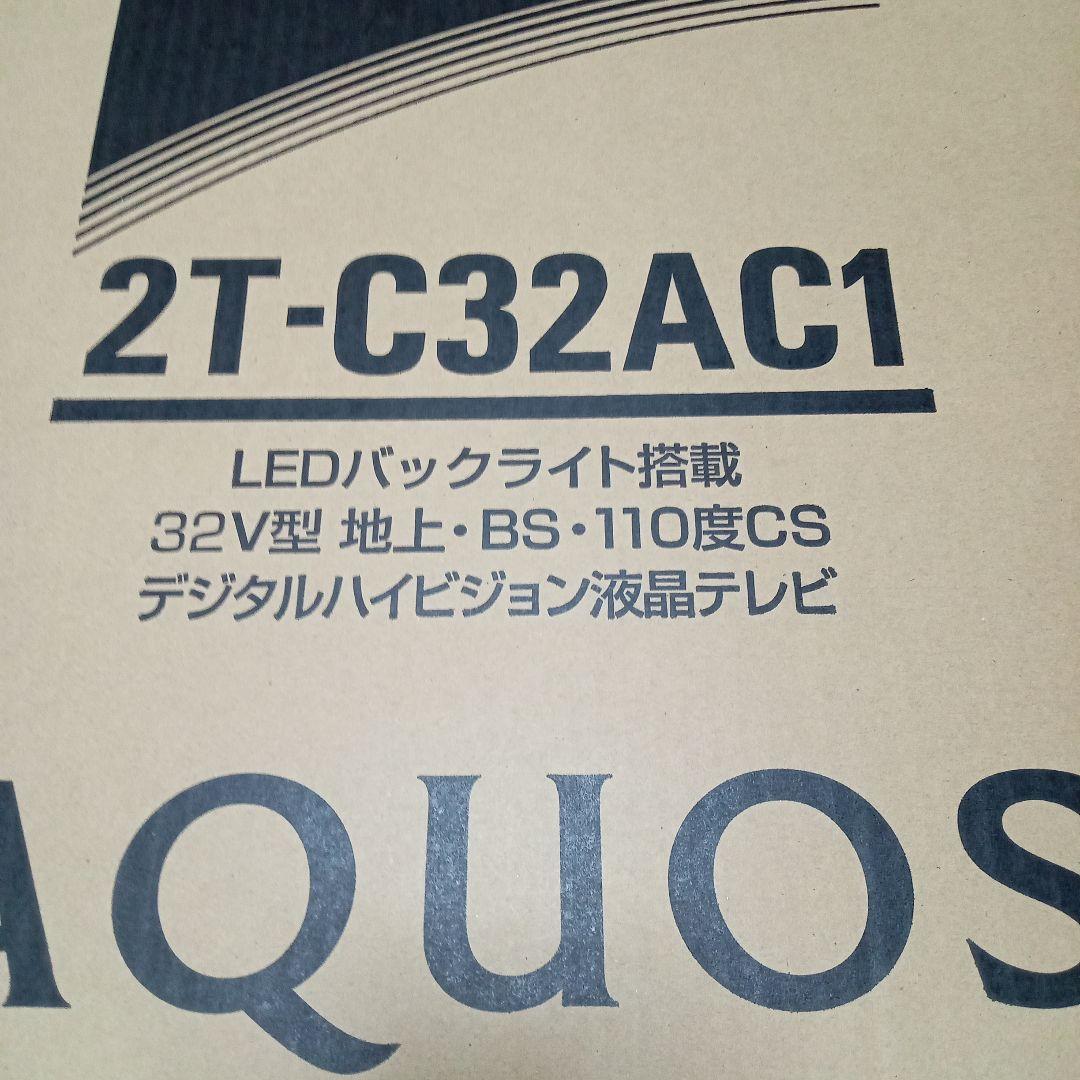 2T-C32AC1
LEDバックライト搭載
32V型 地上・BS・110度CS
デジタルハイビジョン液晶テレビ
AQUOS